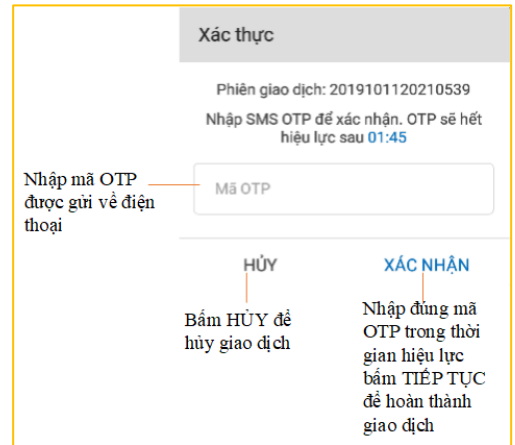 Xác thực
Phiên giao dịch: 2019101120210539
Nhập SMS OTP để xác nhận. OTP sẽ hết
hiệu lực sau 01:45
Nhập mã OTP
được gửi về điện
thoại
Mã OTP
HỦY
XÁC NHẬN
Bấm HỦY để
hủy giao dịch
Nhập đúng mã
OTP trong thời
gian hiệu lực
bấm TIẾP TỤC
để hoàn thành
giao dịch